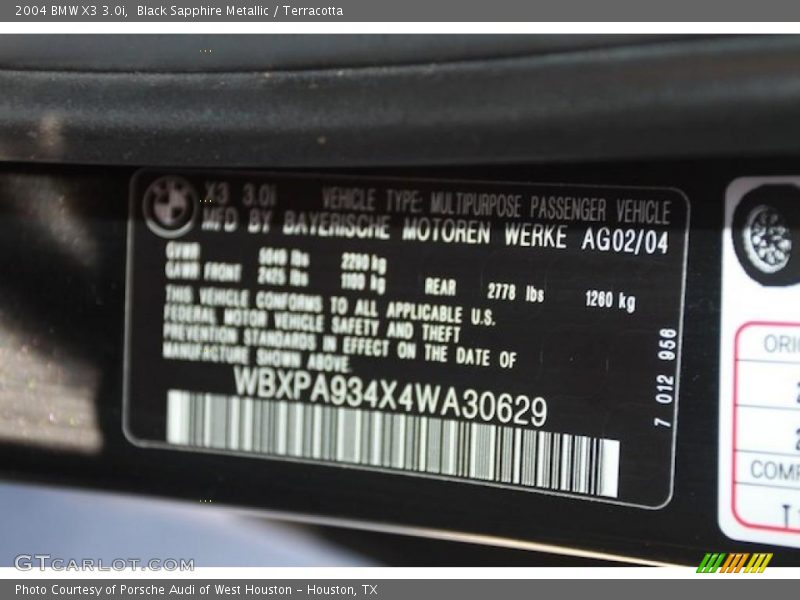 2004 BMW X3 3.0i,  Black Sapphire Metallic / Terracotta
X3 3.0i VEHICLE TYPE: MULTIPURPOSE PASSENGER VEHICLE
MFD BY BAYERISCHE MOTOREN WERKE AG02/04
GVWR lbs 2290 kg
GAWR FRONT 2425 lbs 1100 kg REAR 2778 lbs 1260 kg
THIS VEHICLE CONFORMS TO ALL APPLICABLE U.S.
FEDERAL MOTOR VEHICLE SAFETY AND THEFT
PREVENTION STANDARDS IN EFFECT ON THE DATE OF
MANUFACTURE SHOWN ABOVE.
WBXPA934X4WA30629
7 012 956
ORI
COMP
T
GTCARLOT.COM
Photo Courtesy of Porsche Audi of West Houston - Houston, TX